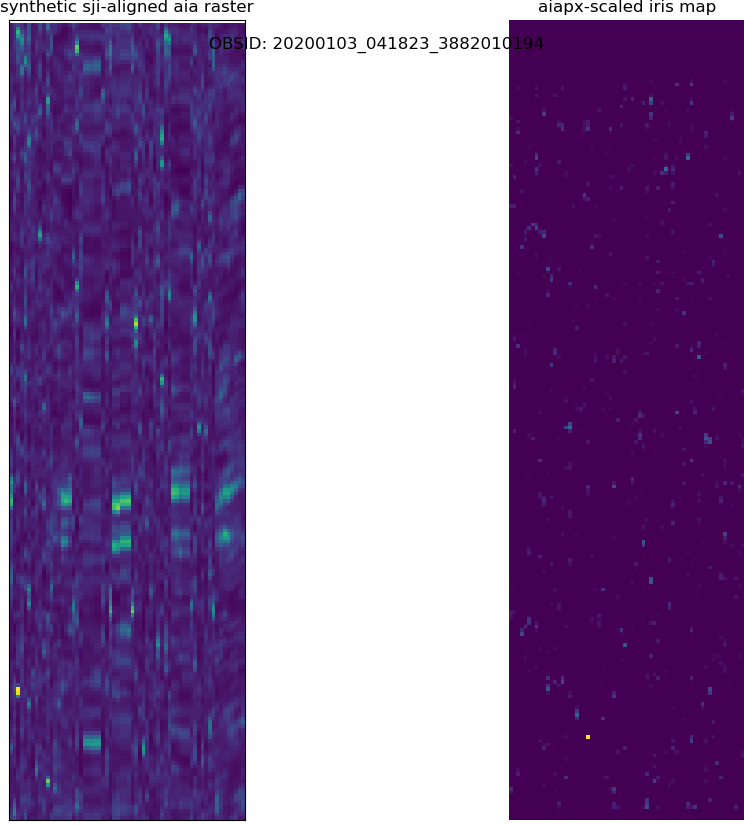 synthetic sji-aligned aia raster
aiapx-scaled iris map
OBSID: 20200103_041823_3882010194